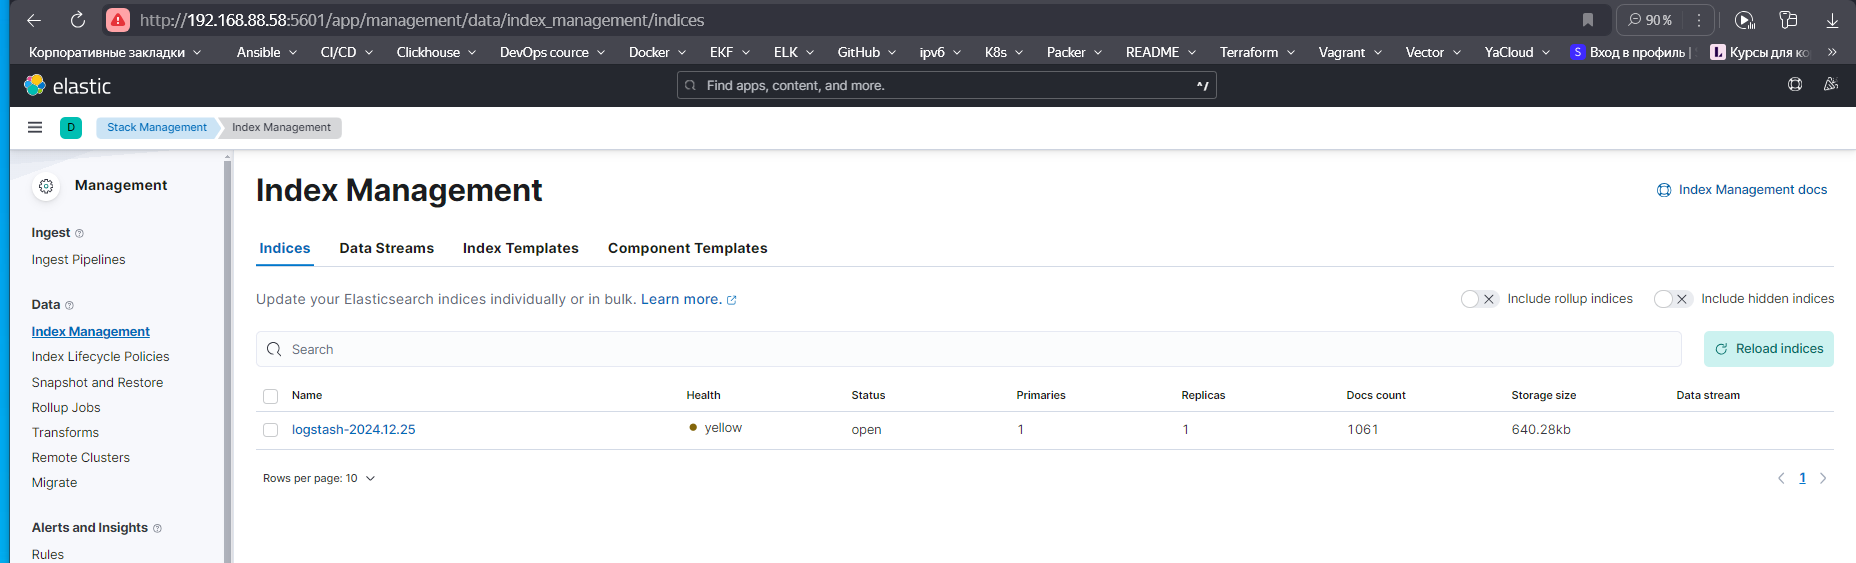 http://192.168.88.58:5601/app/management/data/index_management/indices 90%
Корпоративные закладки Ansible CI/CD Clickhouse DevOps cource Docker EKF ELK GitHub ipv6 K8s Packer README Terraform Vagrant Vector YaCloud S Вход в профиль | L Курсы для ко »
elastic Find apps, content, and more. ^/
D Stack Management Index Management
Management
Ingest
Ingest Pipelines
Data
Index Management
Index Lifecycle Policies
Snapshot and Restore
Rollup Jobs
Transforms
Remote Clusters
Migrate
Alerts and Insights
Rules
Index Management
Index Management docs
Indices Data Streams Index Templates Component Templates
Update your Elasticsearch indices individually or in bulk. Learn more.
Include rollup indices Include hidden indices
Search Reload indices
Name Health Status Primaries Replicas Docs count Storage size Data stream
logstash-2024.12.25 yellow open 1 1 1061 640.28kb
Rows per page: 10 1